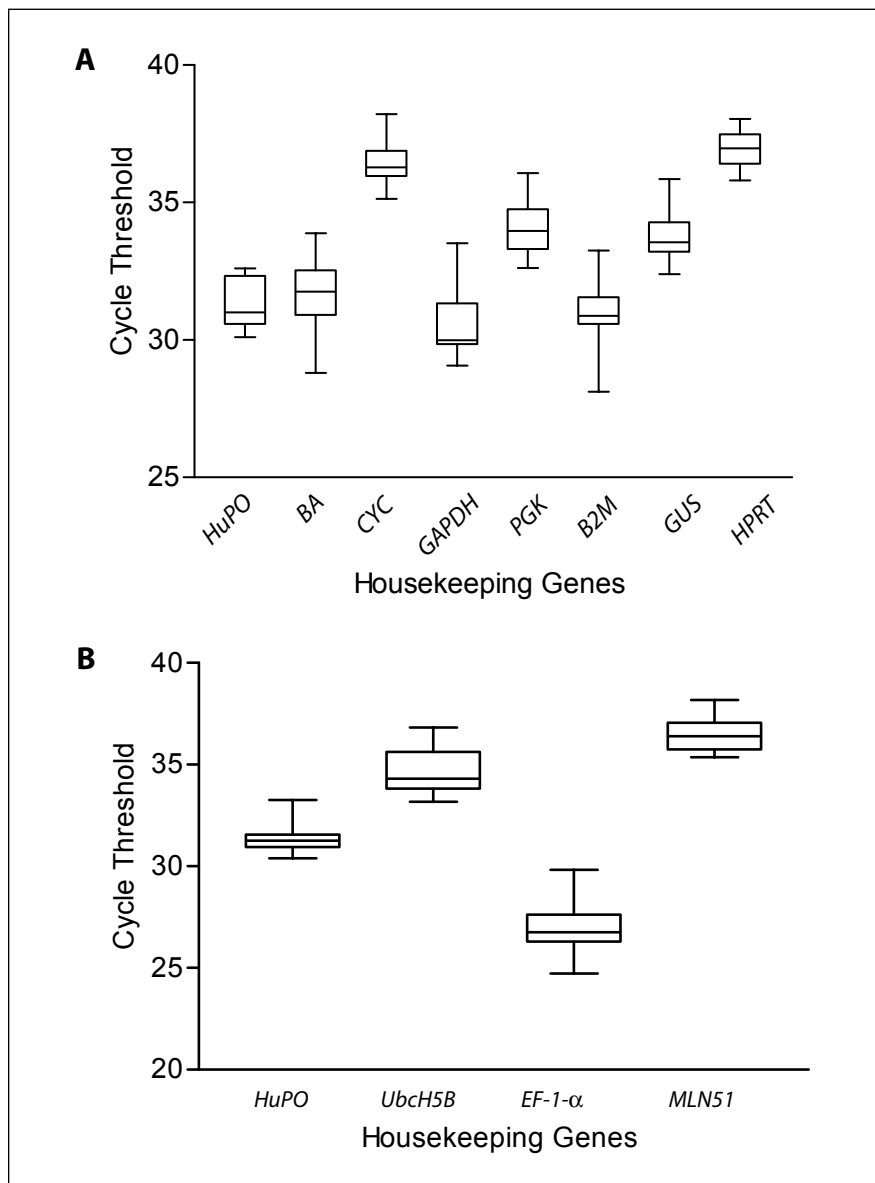 A
40
35
30
25
Cycle Threshold
HuPO
BA
CYC
GAPDH
PGK
B2M
GUS
HPRT
Housekeeping Genes
B
40
35
30
25
20
Cycle Threshold
HuPO
UbcH5B
EF-1-α
MLN51
Housekeeping Genes